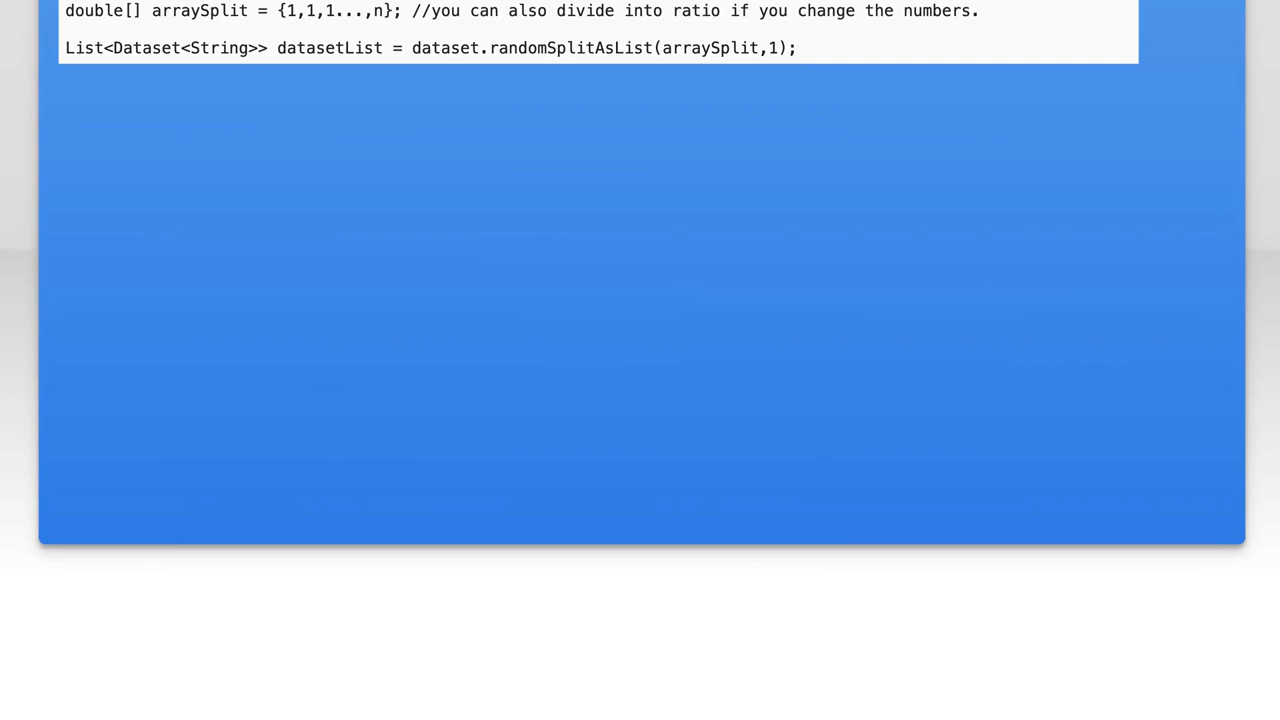 double[] arraySplit = {1,1,1...,n}; //you can also divide into ratio if you change the numbers.
List<Dataset<String>> datasetList = dataset.randomSplitAsList(arraySplit,1);